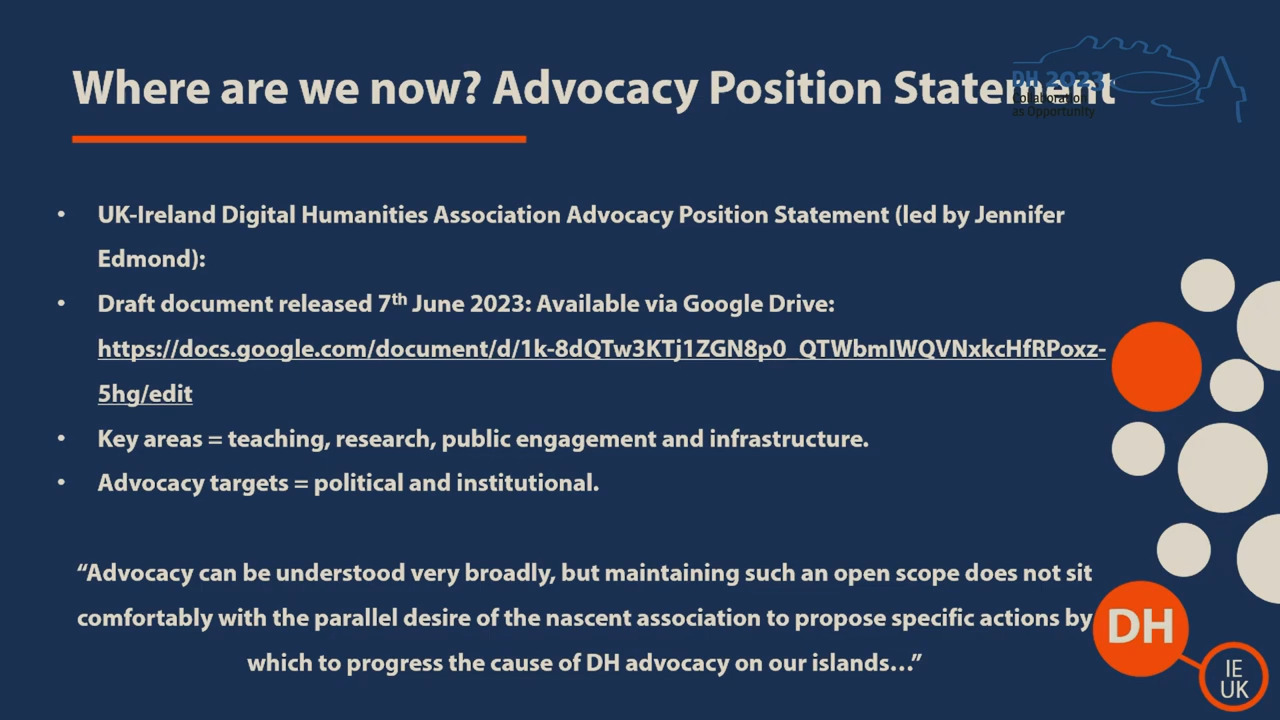 Where are we now? Advocacy Position Statement
DH 2023
Collaboration
as Opportunity
• UK-Ireland Digital Humanities Association Advocacy Position Statement (led by Jennifer
Edmond):
• Draft document released 7th June 2023: Available via Google Drive:
https://docs.google.com/document/d/1k-8dQTw3KTj1ZGN8p0_QTWbmIWQVNxkcHfRPoxz-
5hg/edit
• Key areas = teaching, research, public engagement and infrastructure.
• Advocacy targets = political and institutional.
“Advocacy can be understood very broadly, but maintaining such an open scope does not sit
comfortably with the parallel desire of the nascent association to propose specific actions by
which to progress the cause of DH advocacy on our islands…”
DH
IE
UK